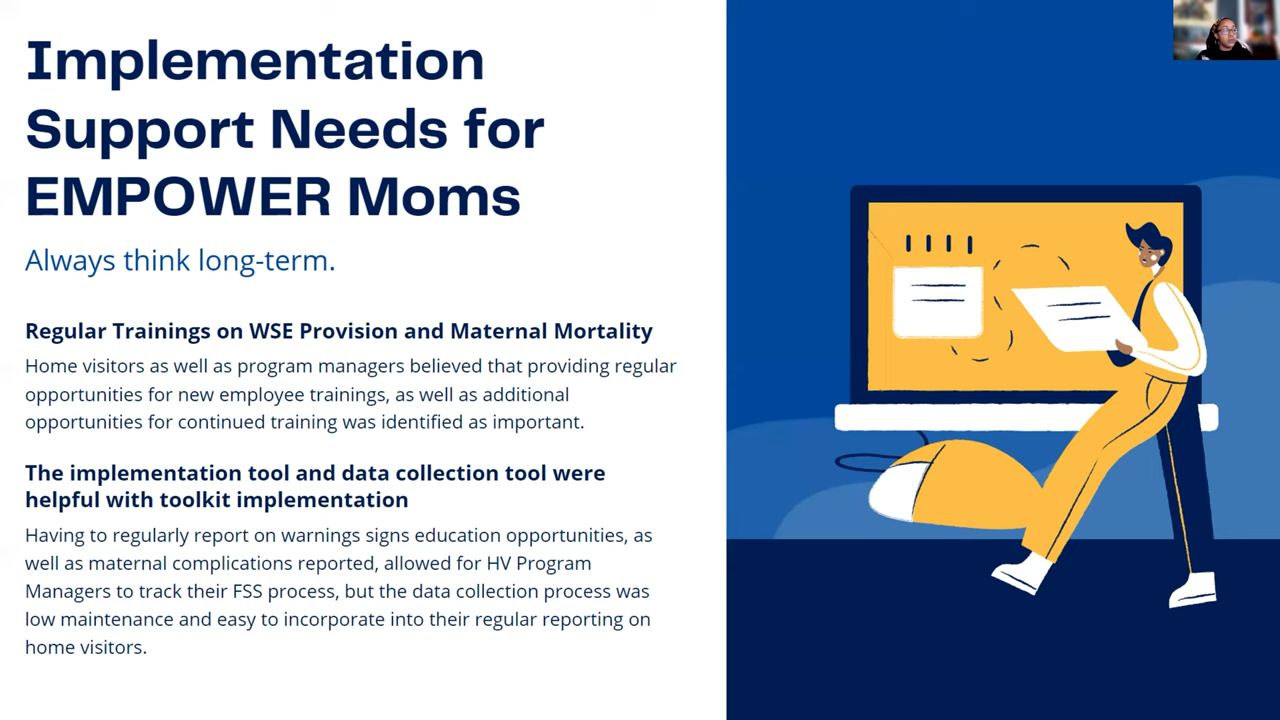 Implementation
Support Needs for
EMPOWER Moms
Always think long-term.
Regular Trainings on WSE Provision and Maternal Mortality
Home visitors as well as program managers believed that providing regular
opportunities for new employee trainings, as well as additional
opportunities for continued training was identified as important.
The implementation tool and data collection tool were
helpful with toolkit implementation
Having to regularly report on warnings signs education opportunities, as
well as maternal complications reported, allowed for HV Program
Managers to track their FSS process, but the data collection process was
low maintenance and easy to incorporate into their regular reporting on
home visitors.